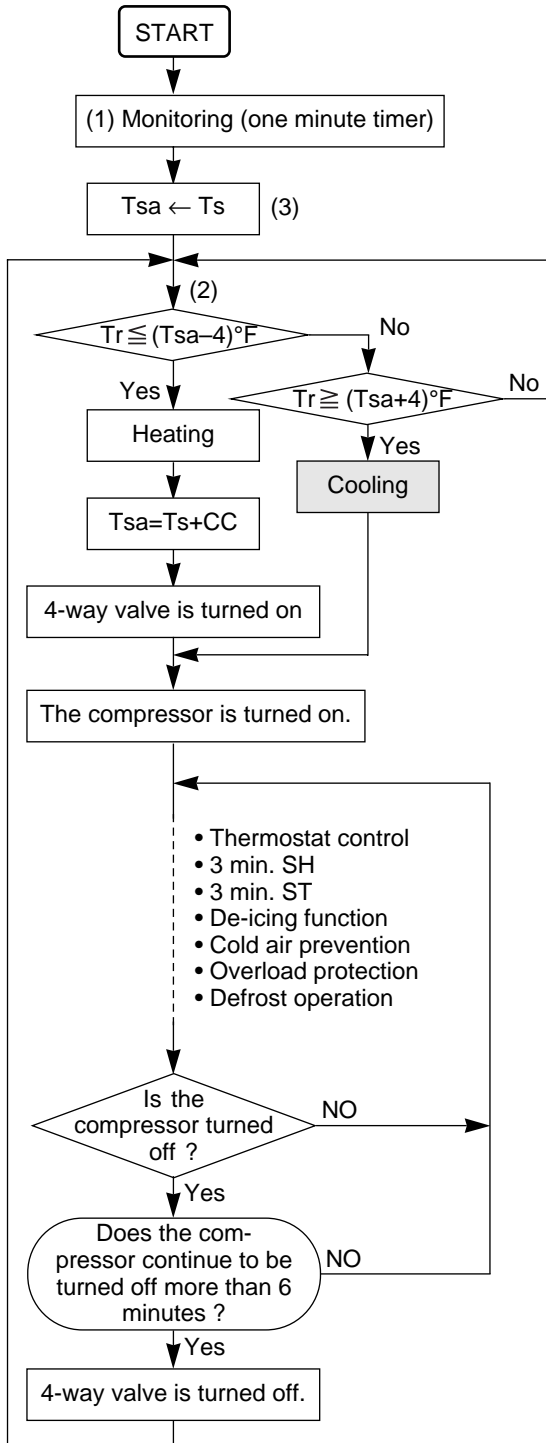 START
(1) Monitoring (one minute timer)
Tsa ← Ts (3)
(2)
Tr ≦ (Tsa–4)°F
No
Yes
Tr ≧ (Tsa+4)°F
No
Heating
Yes
Cooling
Tsa=Ts+CC
4-way valve is turned on
The compressor is turned on.
• Thermostat control
• 3 min. SH
• 3 min. ST
• De-icing function
• Cold air prevention
• Overload protection
• Defrost operation
Is the
compressor turned
off ?
NO
Yes
Does the com-
pressor continue to be
turned off more than 6
minutes ?
NO
Yes
4-way valve is turned off.